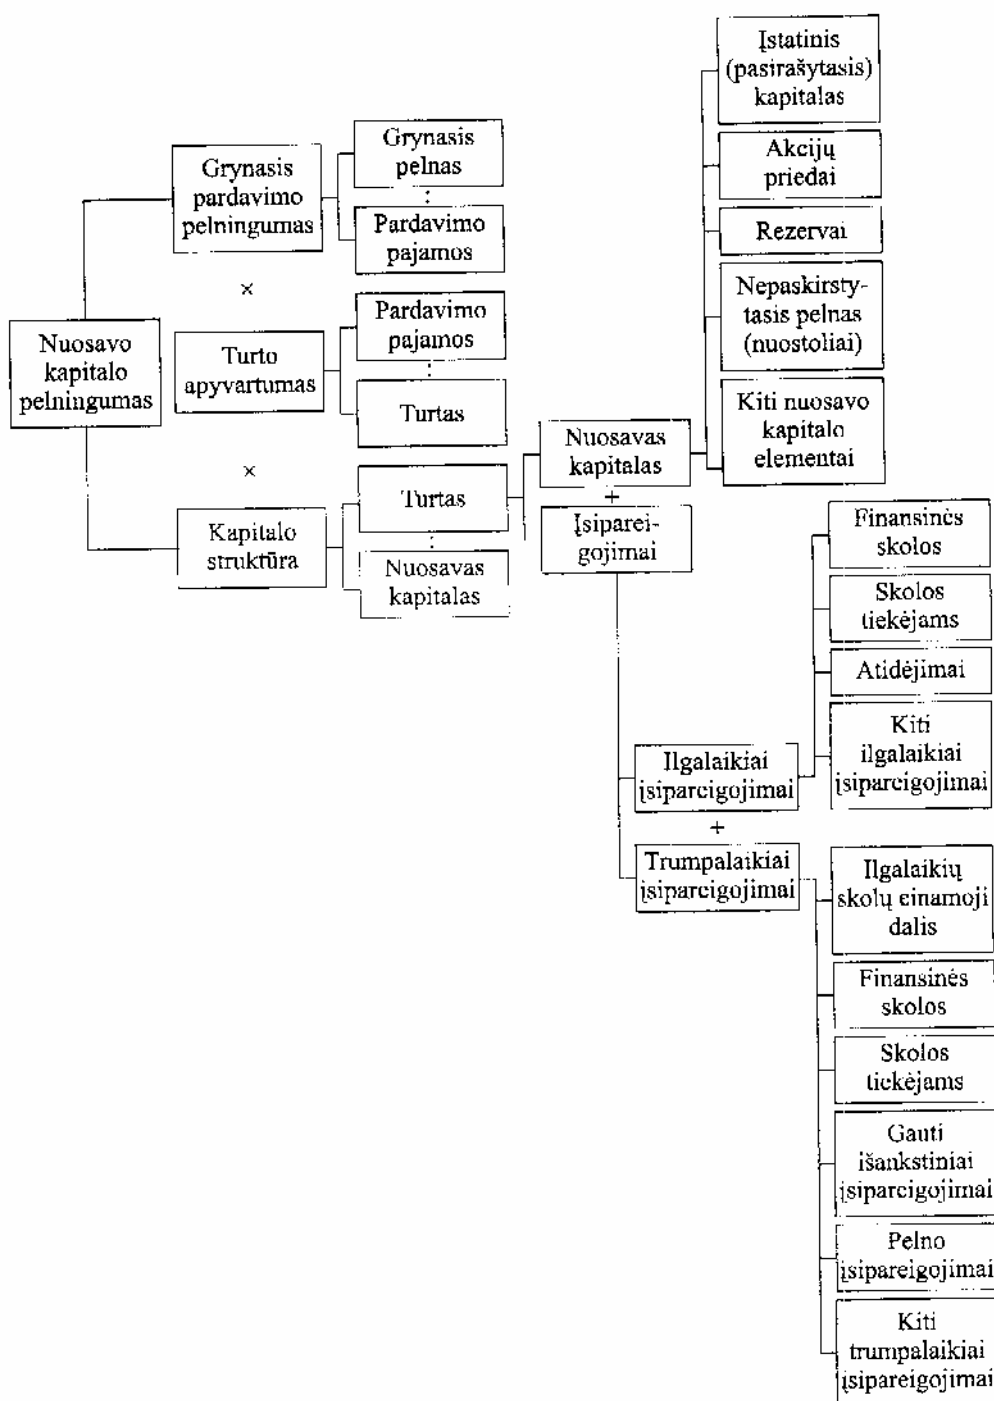 Įstatinis
(pasirašytasis)
kapitalas
Grynasis
pelnas
:
Pardavimo
pajamos
Grynasis
pardavimo
pelningumas
Akcijų
priedai
Rezervai
×
Nuosavo
kapitalo
pelningumas
Turto
apyvartumas
Pardavimo
pajamos
:
Turtas
Nepaskirsty-
tasis pelnas
(nuostoliai)
Kiti nuosavo
kapitalo
elementai
×
Kapitalo
struktūra
Turtas
:
Nuosavas
kapitalas
Nuosavas
kapitalas
+
Įsiparei-
gojimai
Finansinės
skolos
Skolos
tiekėjams
Atidėjimai
Kiti
ilgalaikiai
įsipareigojimai
Ilgalaikiai
įsipareigojimai
+
Trumpalaikiai
įsipareigojimai
Ilgalaikių
skolų einamoji
dalis
Finansinės
skolos
Skolos
tiekėjams
Gauti
išankstiniai
įsipareigojimai
Pelno
įsipareigojimai
Kiti
trumpalaikiai
įsipareigojimai